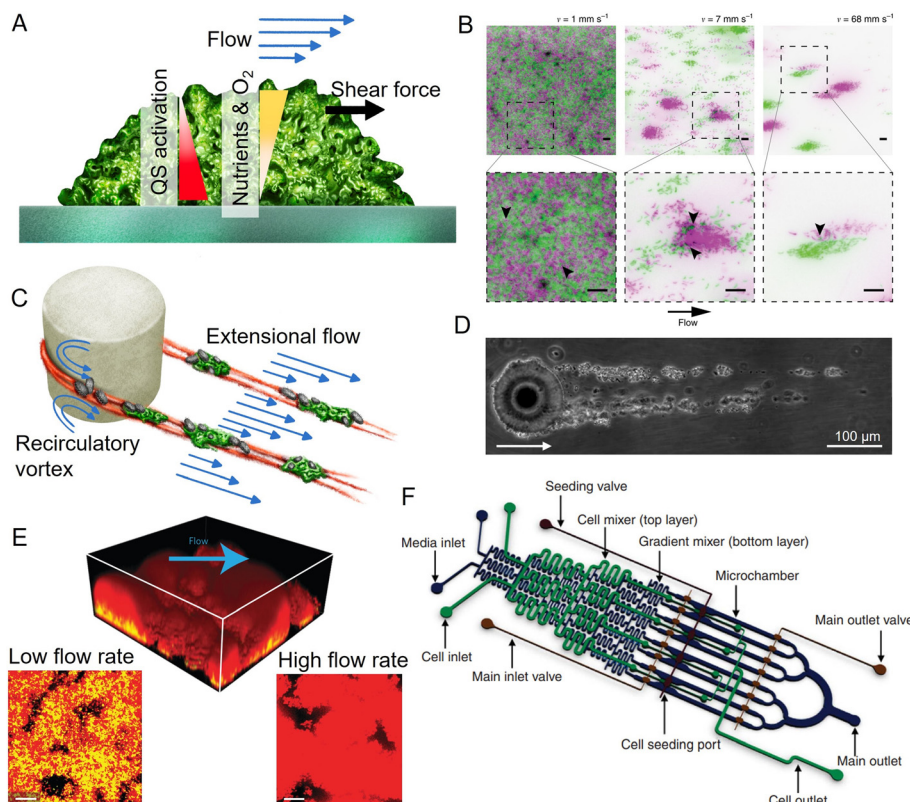 A
Flow
Shear force
QS activation
Nutrients & O₂
B
v = 1 mm s⁻¹
v = 7 mm s⁻¹
v = 68 mm s⁻¹
Flow
C
Extensional flow
Recirculatory
vortex
D
100 µm
E
Flow
Low flow rate
High flow rate
F
Seeding valve
Cell mixer (top layer)
Gradient mixer (bottom layer)
Media inlet
Microchamber
Main outlet valve
Cell inlet
Main inlet valve
Cell seeding port
Main outlet
Cell outlet